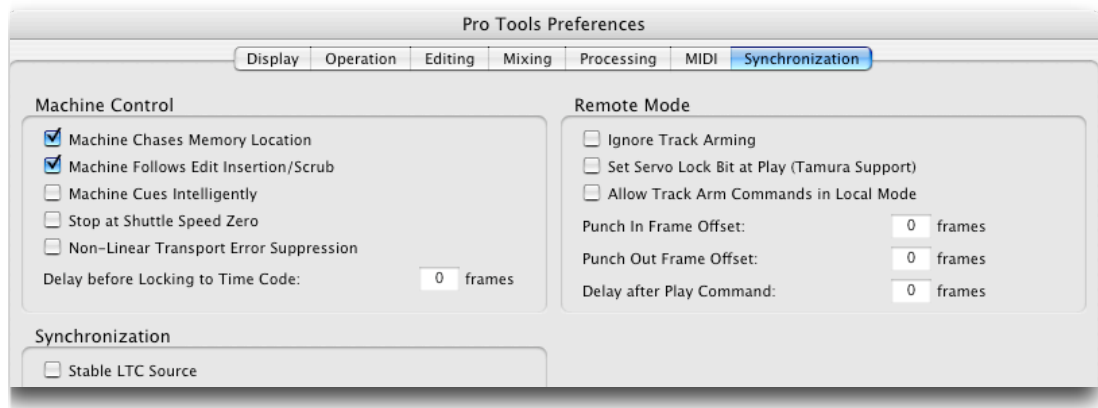 Pro Tools Preferences
Display Operation Editing Mixing Processing MIDI Synchronization
Machine Control
Machine Chases Memory Location
Machine Follows Edit Insertion/Scrub
Machine Cues Intelligently
Stop at Shuttle Speed Zero
Non-Linear Transport Error Suppression
Delay before Locking to Time Code: 0 frames
Remote Mode
Ignore Track Arming
Set Servo Lock Bit at Play (Tamura Support)
Allow Track Arm Commands in Local Mode
Punch In Frame Offset: 0 frames
Punch Out Frame Offset: 0 frames
Delay after Play Command: 0 frames
Synchronization
Stable LTC Source